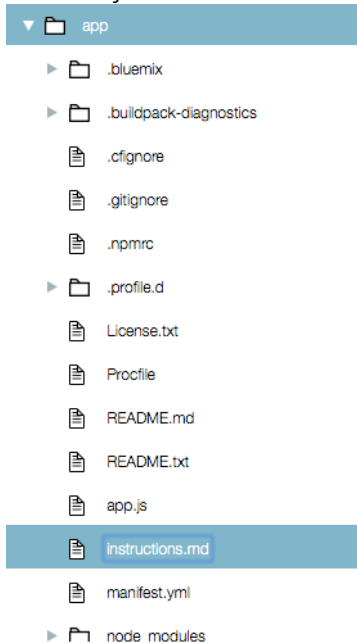 app
.bluemix
.buildpack-diagnostics
.cfignore
.gitignore
.npmrc
.profile.d
License.txt
Procfile
README.md
README.txt
app.js
instructions.md
manifest.yml
node_modules